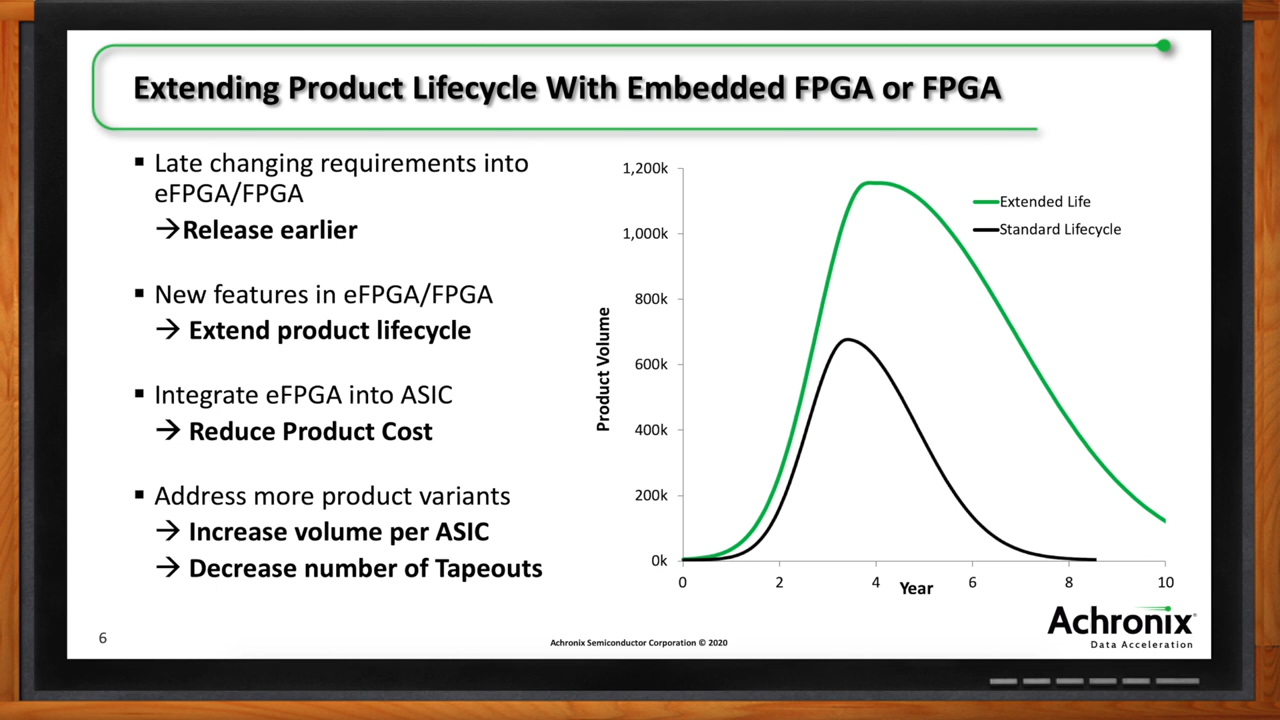 Extending Product Lifecycle With Embedded FPGA or FPGA
▪ Late changing requirements into
eFPGA/FPGA
→Release earlier
▪ New features in eFPGA/FPGA
→ Extend product lifecycle
▪ Integrate eFPGA into ASIC
→ Reduce Product Cost
▪ Address more product variants
→ Increase volume per ASIC
→ Decrease number of Tapeouts
Product Volume
1,200k
1,000k
800k
600k
400k
200k
0k
0 2 4 6 8 10
Year
Extended Life
Standard Lifecycle
6
Achronix Semiconductor Corporation © 2020
Achronix®
Data Acceleration